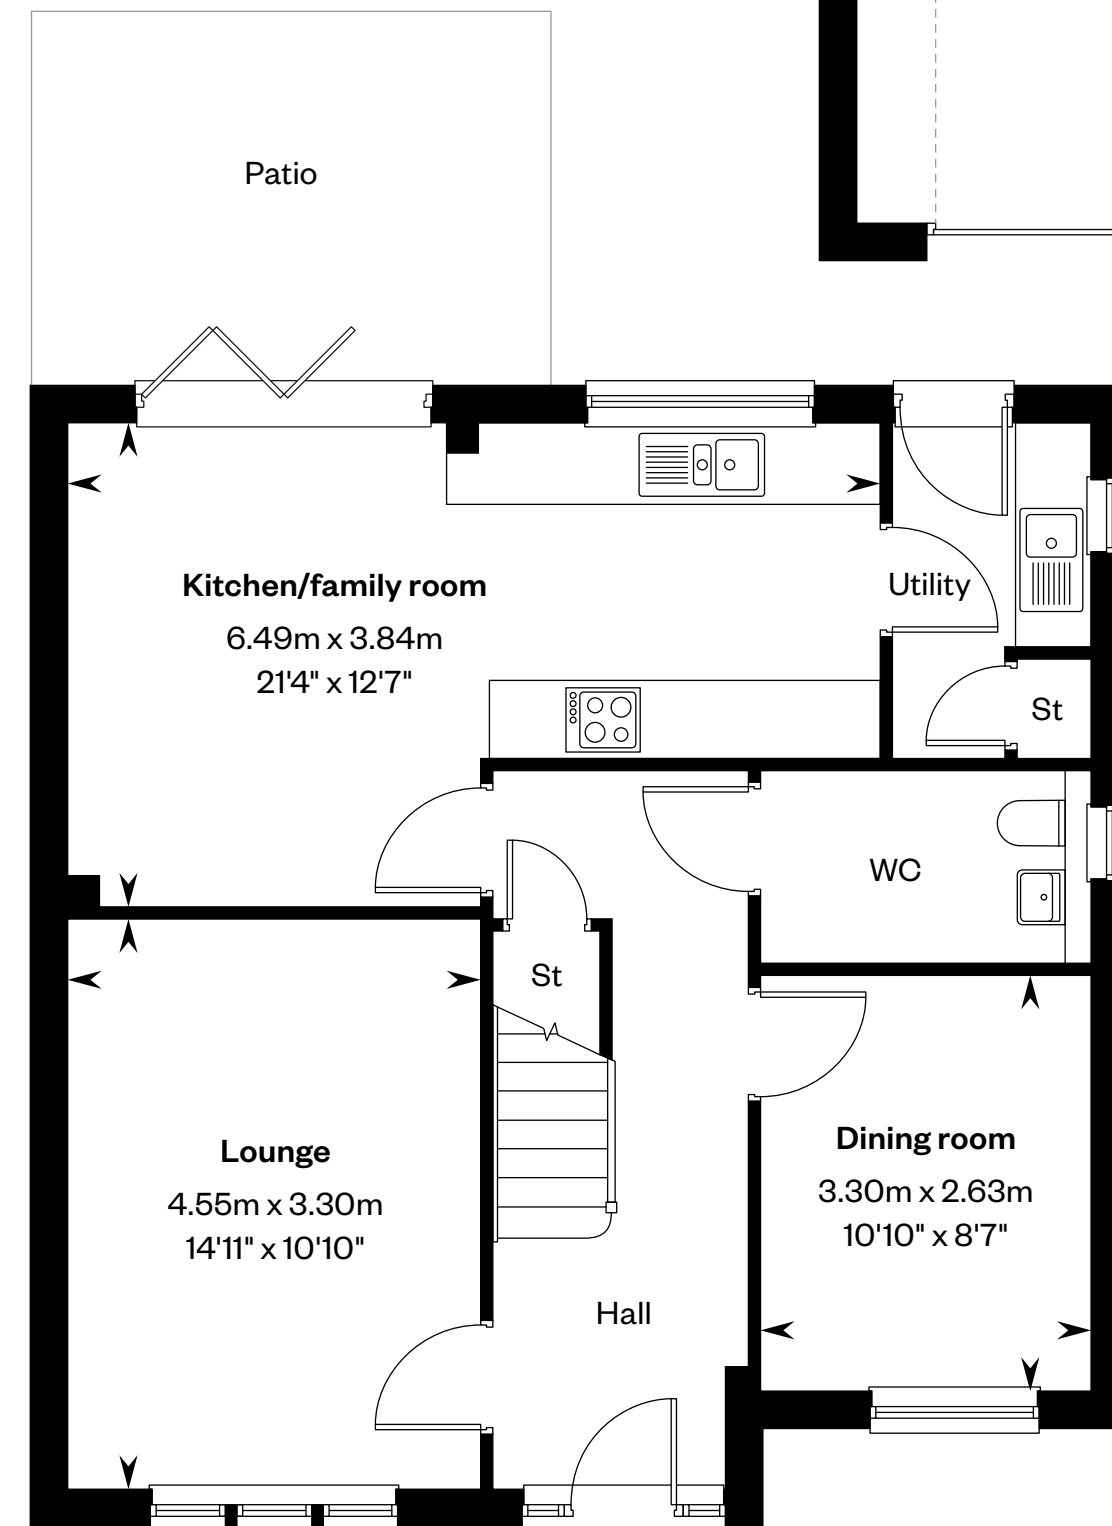 Patio
Kitchen/family room
6.49m x 3.84m
21'4" x 12'7"
Utility
St
WC
St
Lounge
4.55m x 3.30m
14'11" x 10'10"
Dining room
3.30m x 2.63m
10'10" x 8'7"
Hall